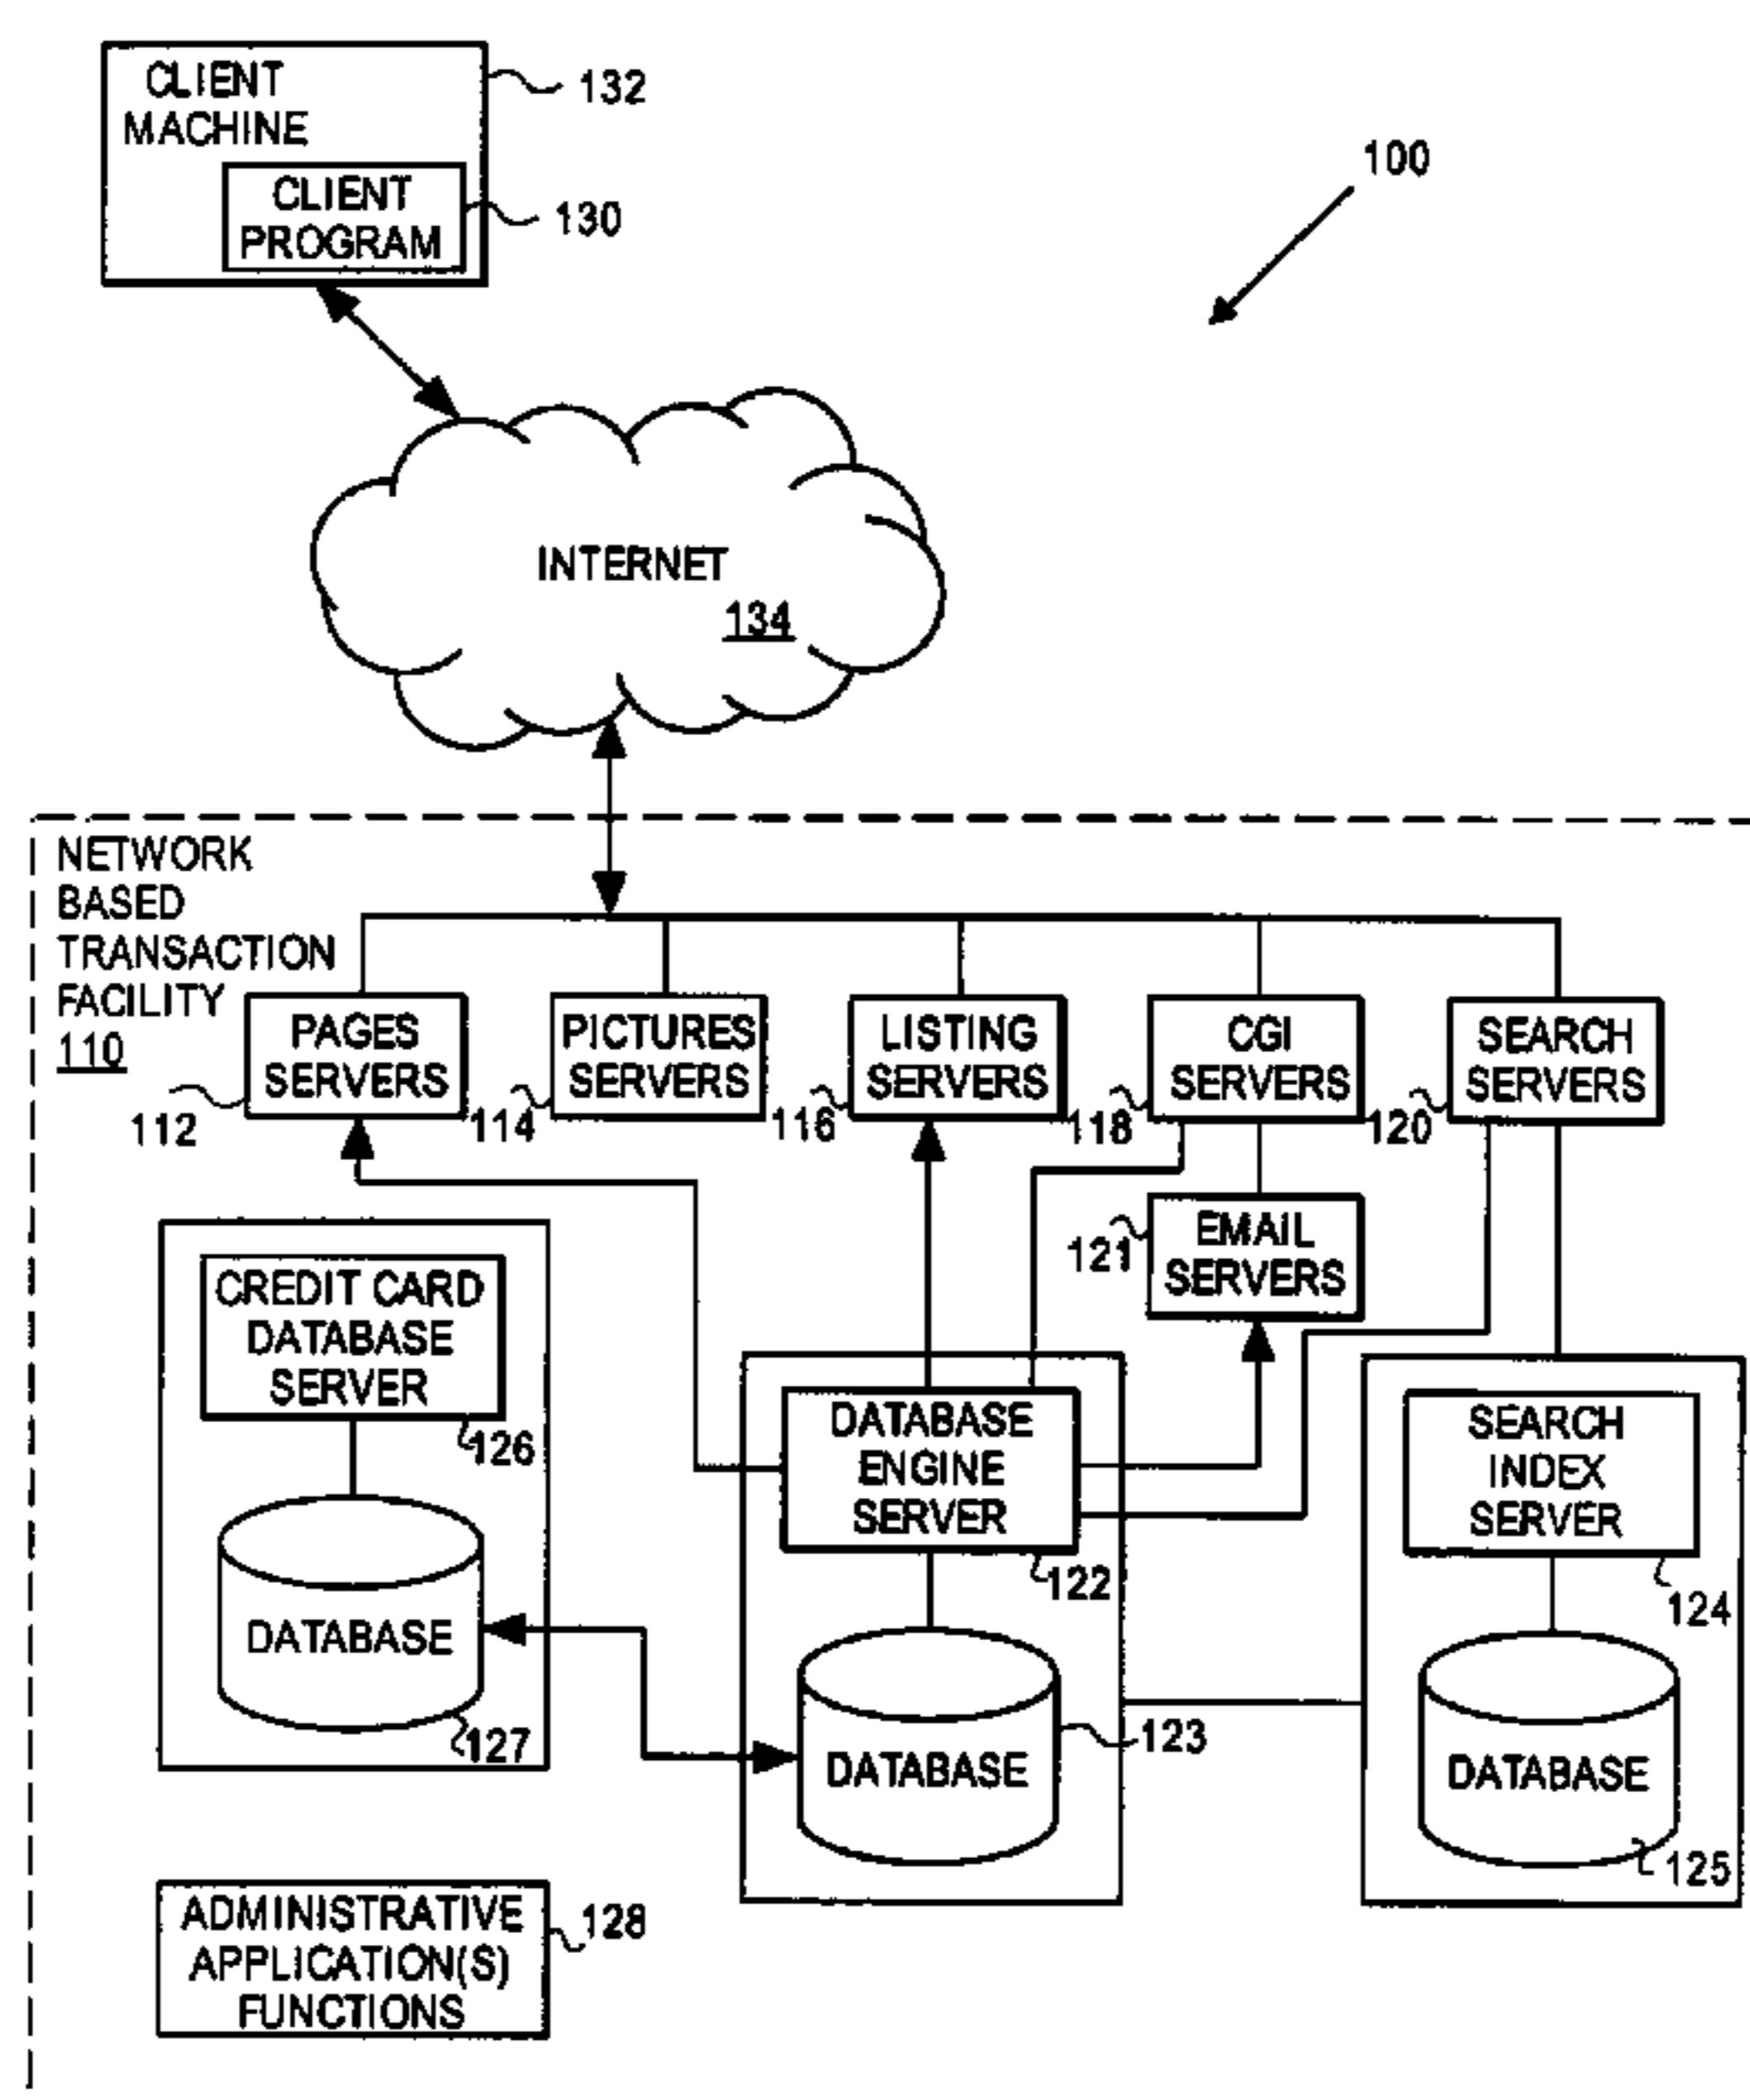 CLIENT
MACHINE
132
CLIENT
PROGRAM
130
100
INTERNET
134
NETWORK
BASED
TRANSACTION
FACILITY
110
PAGES
SERVERS
112
PICTURES
SERVERS
114
LISTING
SERVERS
116
CGI
SERVERS
118
SEARCH
SERVERS
120
EMAIL
SERVERS
121
CREDIT CARD
DATABASE
SERVER
126
DATABASE
127
DATABASE
ENGINE
SERVER
122
DATABASE
123
SEARCH
INDEX
SERVER
124
DATABASE
125
ADMINISTRATIVE
APPLICATION(S)
FUNCTIONS
128